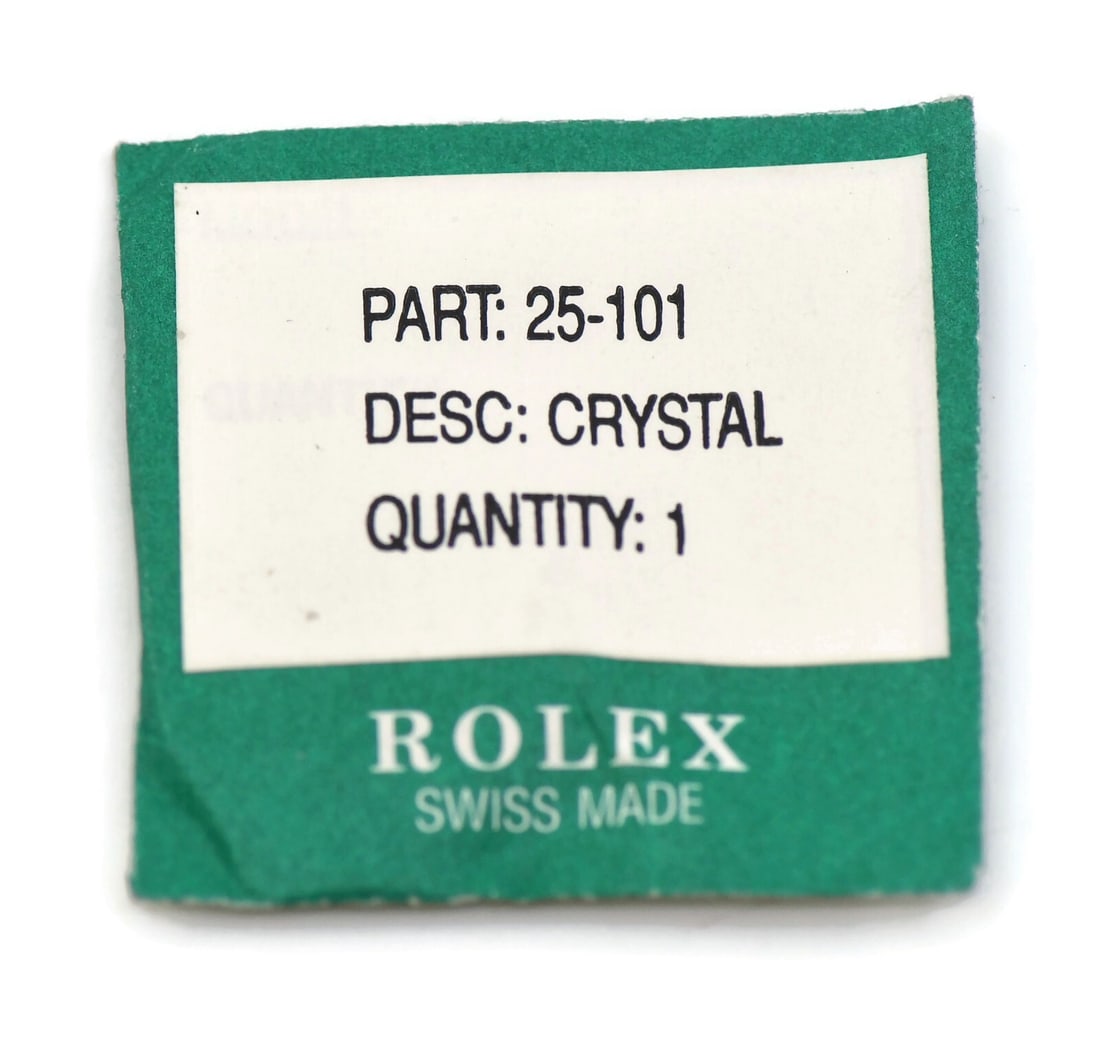 PART: 25-101
DESC: CRYSTAL
QUANTITY: 1
ROLEX
SWISS MADE